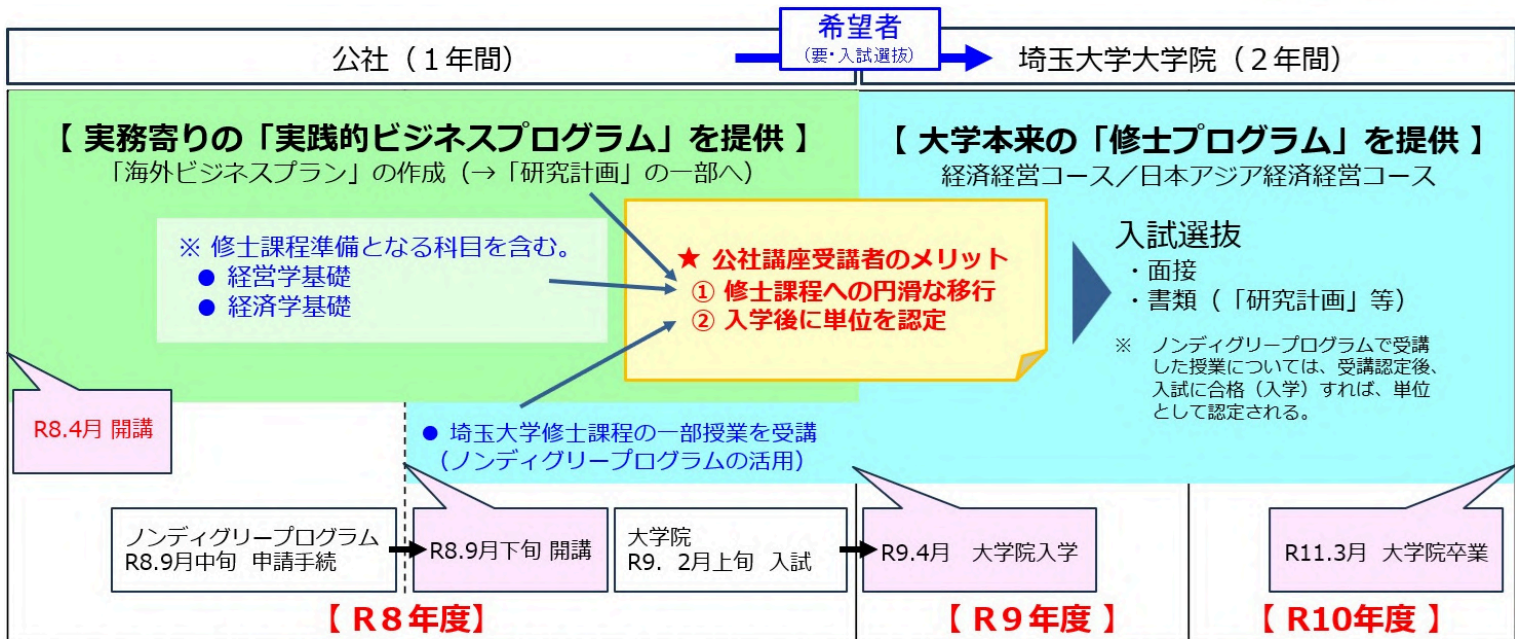 希望者
(要・入試選抜)
公社（１年間）
埼玉大学大学院（２年間）
【 実務寄りの「実践的ビジネスプログラム」を提供 】
「海外ビジネスプラン」の作成（→「研究計画」の一部へ）
※ 修士課程準備となる科目を含む。
● 経営学基礎
● 経済学基礎
★ 公社講座受講者のメリット
① 修士課程への円滑な移行
② 入学後に単位を認定
【 大学本来の「修士プログラム」を提供 】
経済経営コース／日本アジア経済経営コース
入試選抜
・面接
・書類（「研究計画」等）
※ ノンディグリープログラムで受講
した授業については、受講認定後、
入試に合格（入学）すれば、単位
として認定される。
R8.4月 開講
● 埼玉大学修士課程の一部授業を受講
（ノンディグリープログラムの活用）
ノンディグリープログラム
R8.9月中旬 申請手続
R8.9月下旬 開講
大学院
R9. 2月上旬 入試
R9.4月 大学院入学
R11.3月 大学院卒業
【 R８年度】
【 R９年度 】
【 R10年度 】